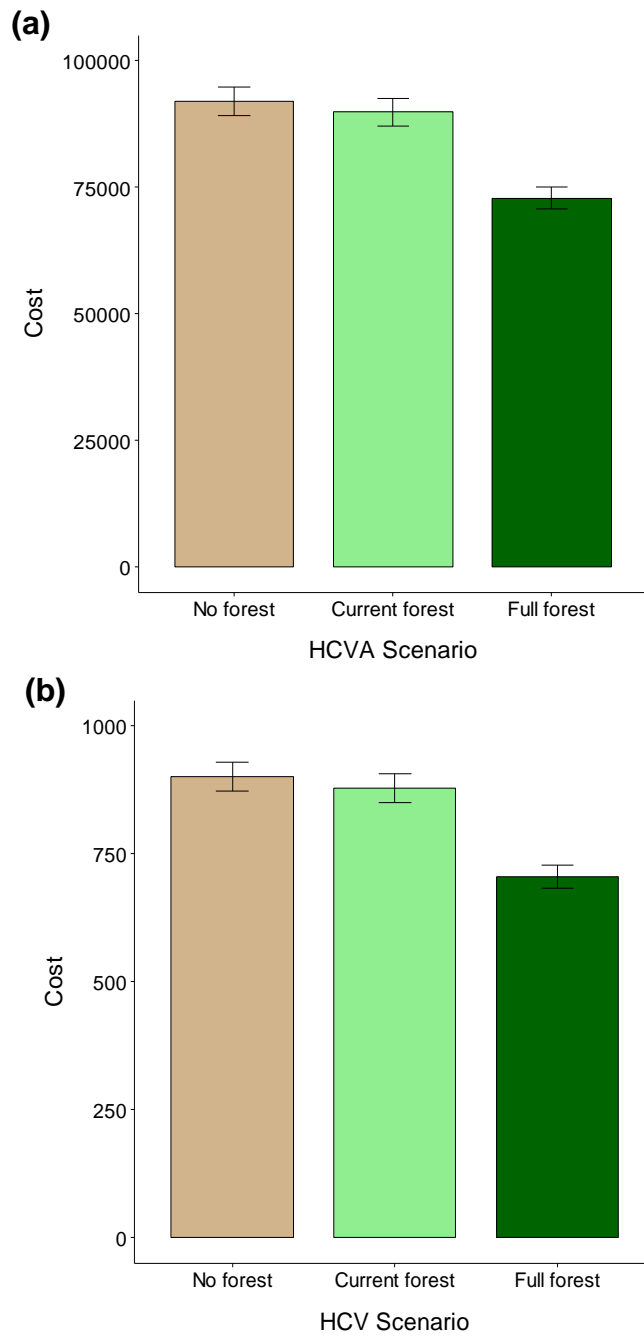 (a)
100000
75000
50000
25000
0
Cost
No forest Current forest Full forest
HCVA Scenario
(b)
1000
750
500
250
0
Cost
No forest Current forest Full forest
HCV Scenario